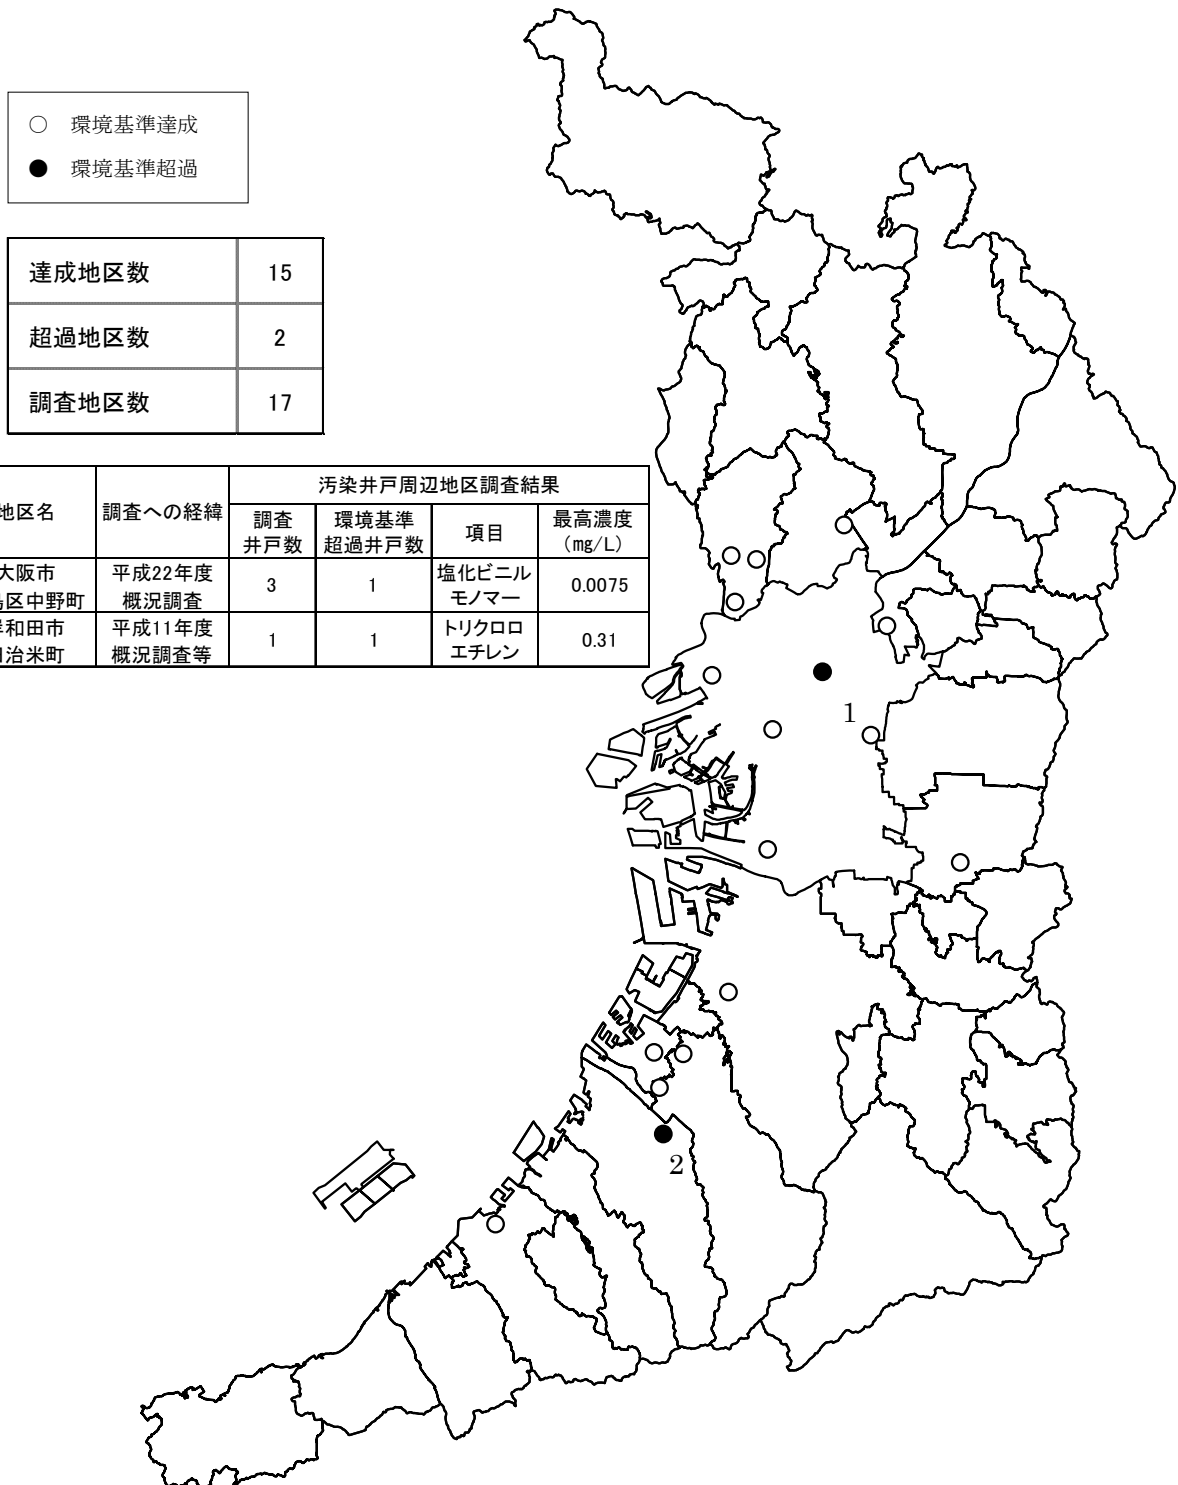 ○ 環境基準達成
● 環境基準超過
達成地区数 15
超過地区数 2
調査地区数 17
地区名 調査への経緯 汚染井戸周辺地区調査結果
調査
井戸数
環境基準
超過井戸数
項目
最高濃度
(mg/L)
大阪市
島区中野町
平成22年度
概況調査
3
1
塩化ビニル
モノマー
0.0075
岸和田市
田治米町
平成11年度
概況調査等
1
1
トリクロロ
エチレン
0.31
1
2